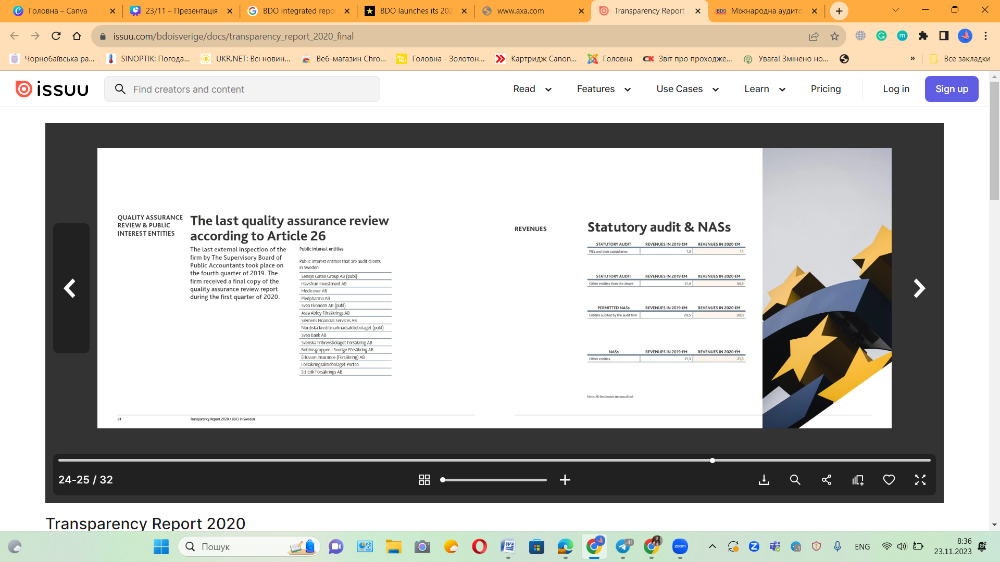 Головна – Canva
23/11 – Презентація
BDO integrated repo
BDO launches its 202
www.axa.com
Transparency Report
BDO Міжнародна аудито
issuu.com/bdoisverige/docs/transparency_report_2020_final
Чорнобаївська ра...
SINOPTIK: Погода...
UKR.NET: Всі новин...
Веб-магазин Chro...
Головна - Золотон...
Картридж Canon...
Головна
Звіт про проходже...
Увага! Змінено но...
»
Все закладки
issuu
Find creators and content
Read
Features
Use Cases
Learn
Pricing
Log in
Sign up
QUALITY ASSURANCE
REVIEW & PUBLIC
INTEREST ENTITIES
The last quality assurance review
according to Article 26
The last external inspection of the
firm by The Supervisory Board of
Public Accountants took place on
the fourth quarter of 2019. The
firm received a final copy of the
quality assurance review report
during the first quarter of 2020.
Public interest entities
Public interest entities that are audit clients
in Sweden:
Sensys Gatso Group AB (publ)
Havsfrun Investment AB
Medicover AB
Pledpharma AB
Svea Ekonomi AB (publ)
Assa Abloy Försäkrings AB
Siemens Financial Services AB
Nordiska kreditmarknadsaktiebolaget (publ)
Svea Bank AB
Svenska Fribrevsbolaget Försäkring AB
Bohlinsgruppen i Sverige Försäkring AB
Ericsson Insurance (Försäkring) AB
Försäkringsaktiebolaget Portea
S:t Erik Försäkrings AB
24
Transparency Report 2020 / BDO in Sweden
REVENUES
Statutory audit & NASs
STATUTORY AUDIT REVENUES IN 2019 €M REVENUES IN 2020 €M
PIEs and their subsidiaries 1,3 1,1
STATUTORY AUDIT REVENUES IN 2019 €M REVENUES IN 2020 €M
Other entities than the above 31,4 34,3
PERMITTED NASs REVENUES IN 2019 €M REVENUES IN 2020 €M
Entities audited by the audit firm 20,5 20,0
NASs REVENUES IN 2019 €M REVENUES IN 2020 €M
Other entities 21,3 21,3
Note: All disclosures are unaudited.
24-25 / 32
Transparency Report 2020
Пошук
41
zoom
ENG
8:36
23.11.2023